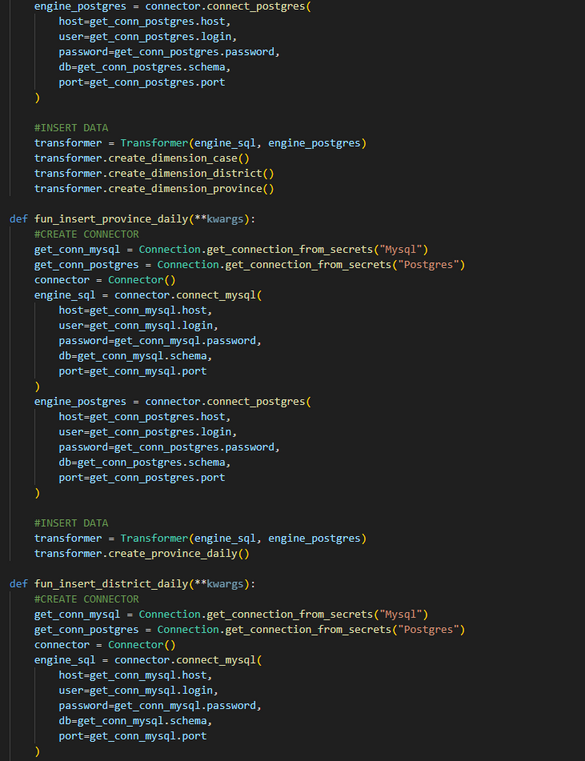 engine_postgres = connector.connect_postgres(
host=get_conn_postgres.host,
user=get_conn_postgres.login,
password=get_conn_postgres.password,
db=get_conn_postgres.schema,
port=get_conn_postgres.port
)
#INSERT DATA
transformer = Transformer(engine_sql, engine_postgres)
transformer.create_dimension_case()
transformer.create_dimension_district()
transformer.create_dimension_province()
def fun_insert_province_daily(**kwargs):
#CREATE CONNECTOR
get_conn_mysql = Connection.get_connection_from_secrets("Mysql")
get_conn_postgres = Connection.get_connection_from_secrets("Postgres")
connector = Connector()
engine_sql = connector.connect_mysql(
host=get_conn_mysql.host,
user=get_conn_mysql.login,
password=get_conn_mysql.password,
db=get_conn_mysql.schema,
port=get_conn_mysql.port
)
engine_postgres = connector.connect_postgres(
host=get_conn_postgres.host,
user=get_conn_postgres.login,
password=get_conn_postgres.password,
db=get_conn_postgres.schema,
port=get_conn_postgres.port
)
#INSERT DATA
transformer = Transformer(engine_sql, engine_postgres)
transformer.create_province_daily()
def fun_insert_district_daily(**kwargs):
#CREATE CONNECTOR
get_conn_mysql = Connection.get_connection_from_secrets("Mysql")
get_conn_postgres = Connection.get_connection_from_secrets("Postgres")
connector = Connector()
engine_sql = connector.connect_mysql(
host=get_conn_mysql.host,
user=get_conn_mysql.login,
password=get_conn_mysql.password,
db=get_conn_mysql.schema,
port=get_conn_mysql.port
)